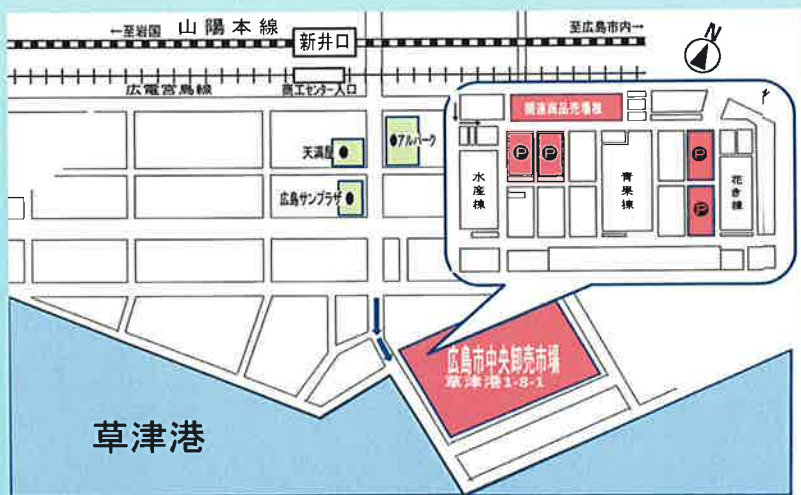 ←至岩国
山陽本線
新井口
至広島市内→
N
広電宮島線
商工センター入口
関連商品売場棟
天満屋
アルパーク
広島サンプラザ
P
P
P
P
水産棟
青果棟
花き棟
広島市中央卸売市場
草津港1-8-1
草津港